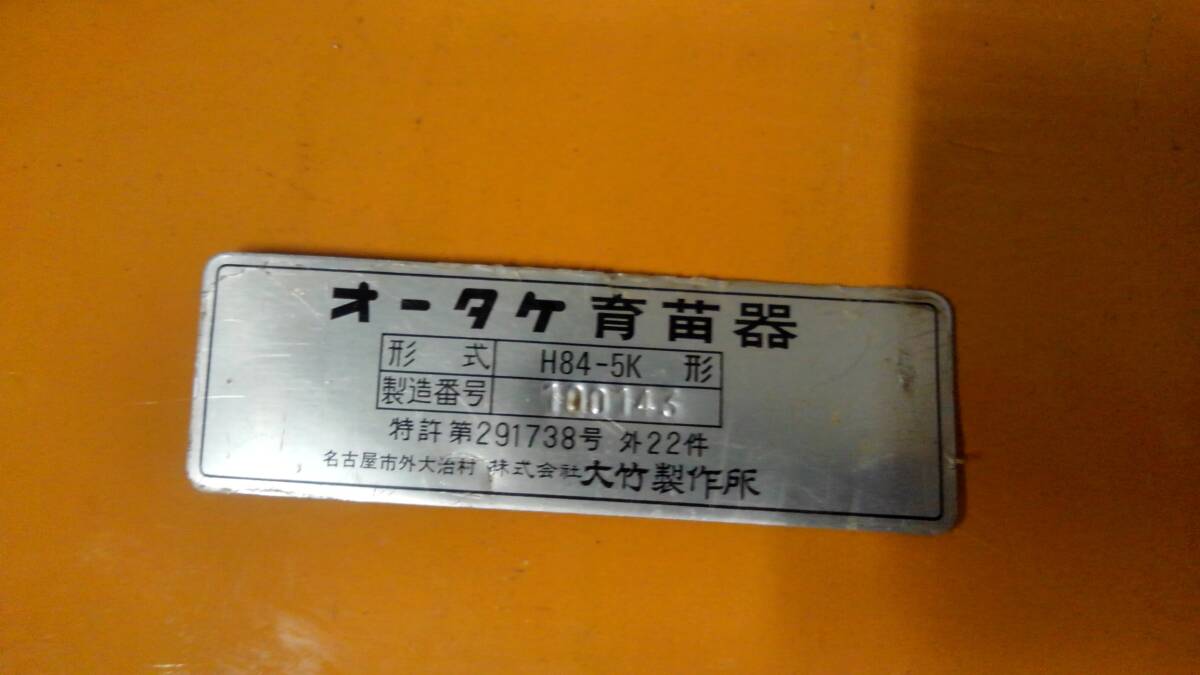 オータケ育苗器
形式 H84-5K 形
製造番号 100146
特許第291738号 外22件
名古屋市外大治村 株式会社大竹製作所